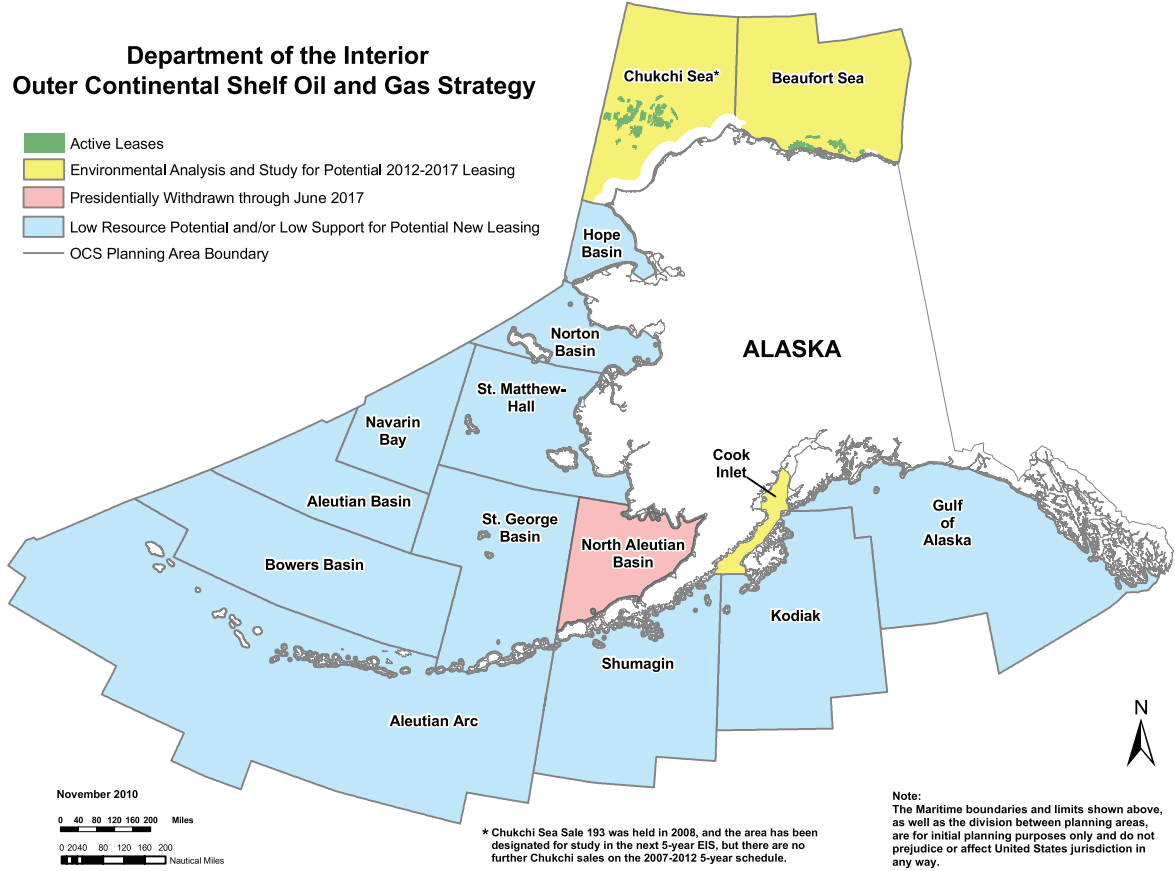 Department of the Interior
Outer Continental Shelf Oil and Gas Strategy
Active Leases
Environmental Analysis and Study for Potential 2012-2017 Leasing
Presidentially Withdrawn through June 2017
Low Resource Potential and/or Low Support for Potential New Leasing
OCS Planning Area Boundary
Chukchi Sea*
Beaufort Sea
Hope
Basin
Norton
Basin
ALASKA
St. Matthew-
Hall
Navarin
Bay
Cook
Inlet
Aleutian Basin
St. George
Basin
Gulf
of
Alaska
North Aleutian
Basin
Bowers Basin
Kodiak
Shumagin
Aleutian Arc
N
November 2010
0 40 80 120 160 200 Miles
0 20 40 80 120 160 200 Nautical Miles
* Chukchi Sea Sale 193 was held in 2008, and the area has been
designated for study in the next 5-year EIS, but there are no
further Chukchi sales on the 2007-2012 5-year schedule.
Note:
The Maritime boundaries and limits shown above,
as well as the division between planning areas,
are for initial planning purposes only and do not
prejudice or affect United States jurisdiction in
any way.